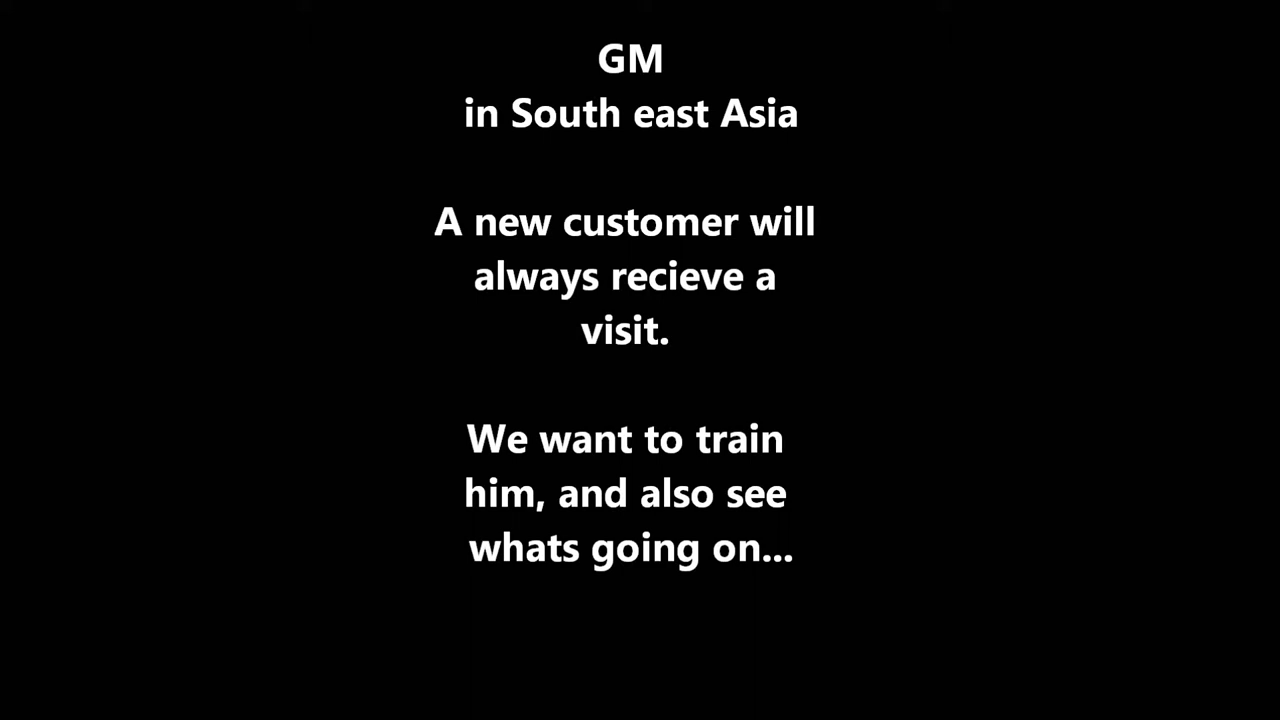 GM
in South east Asia
A new customer will
always recieve a
visit.
We want to train
him, and also see
whats going on...